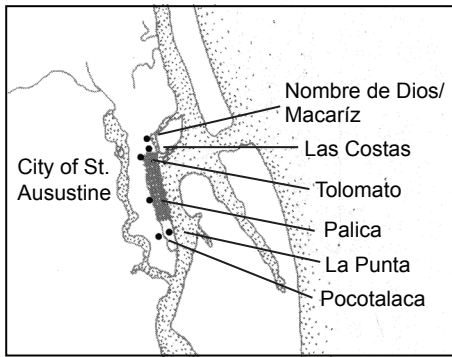 Nombre de Dios/
Macaríz
Las Costas
City of St.
Ausustine
Tolomato
Palica
La Punta
Pocotalaca